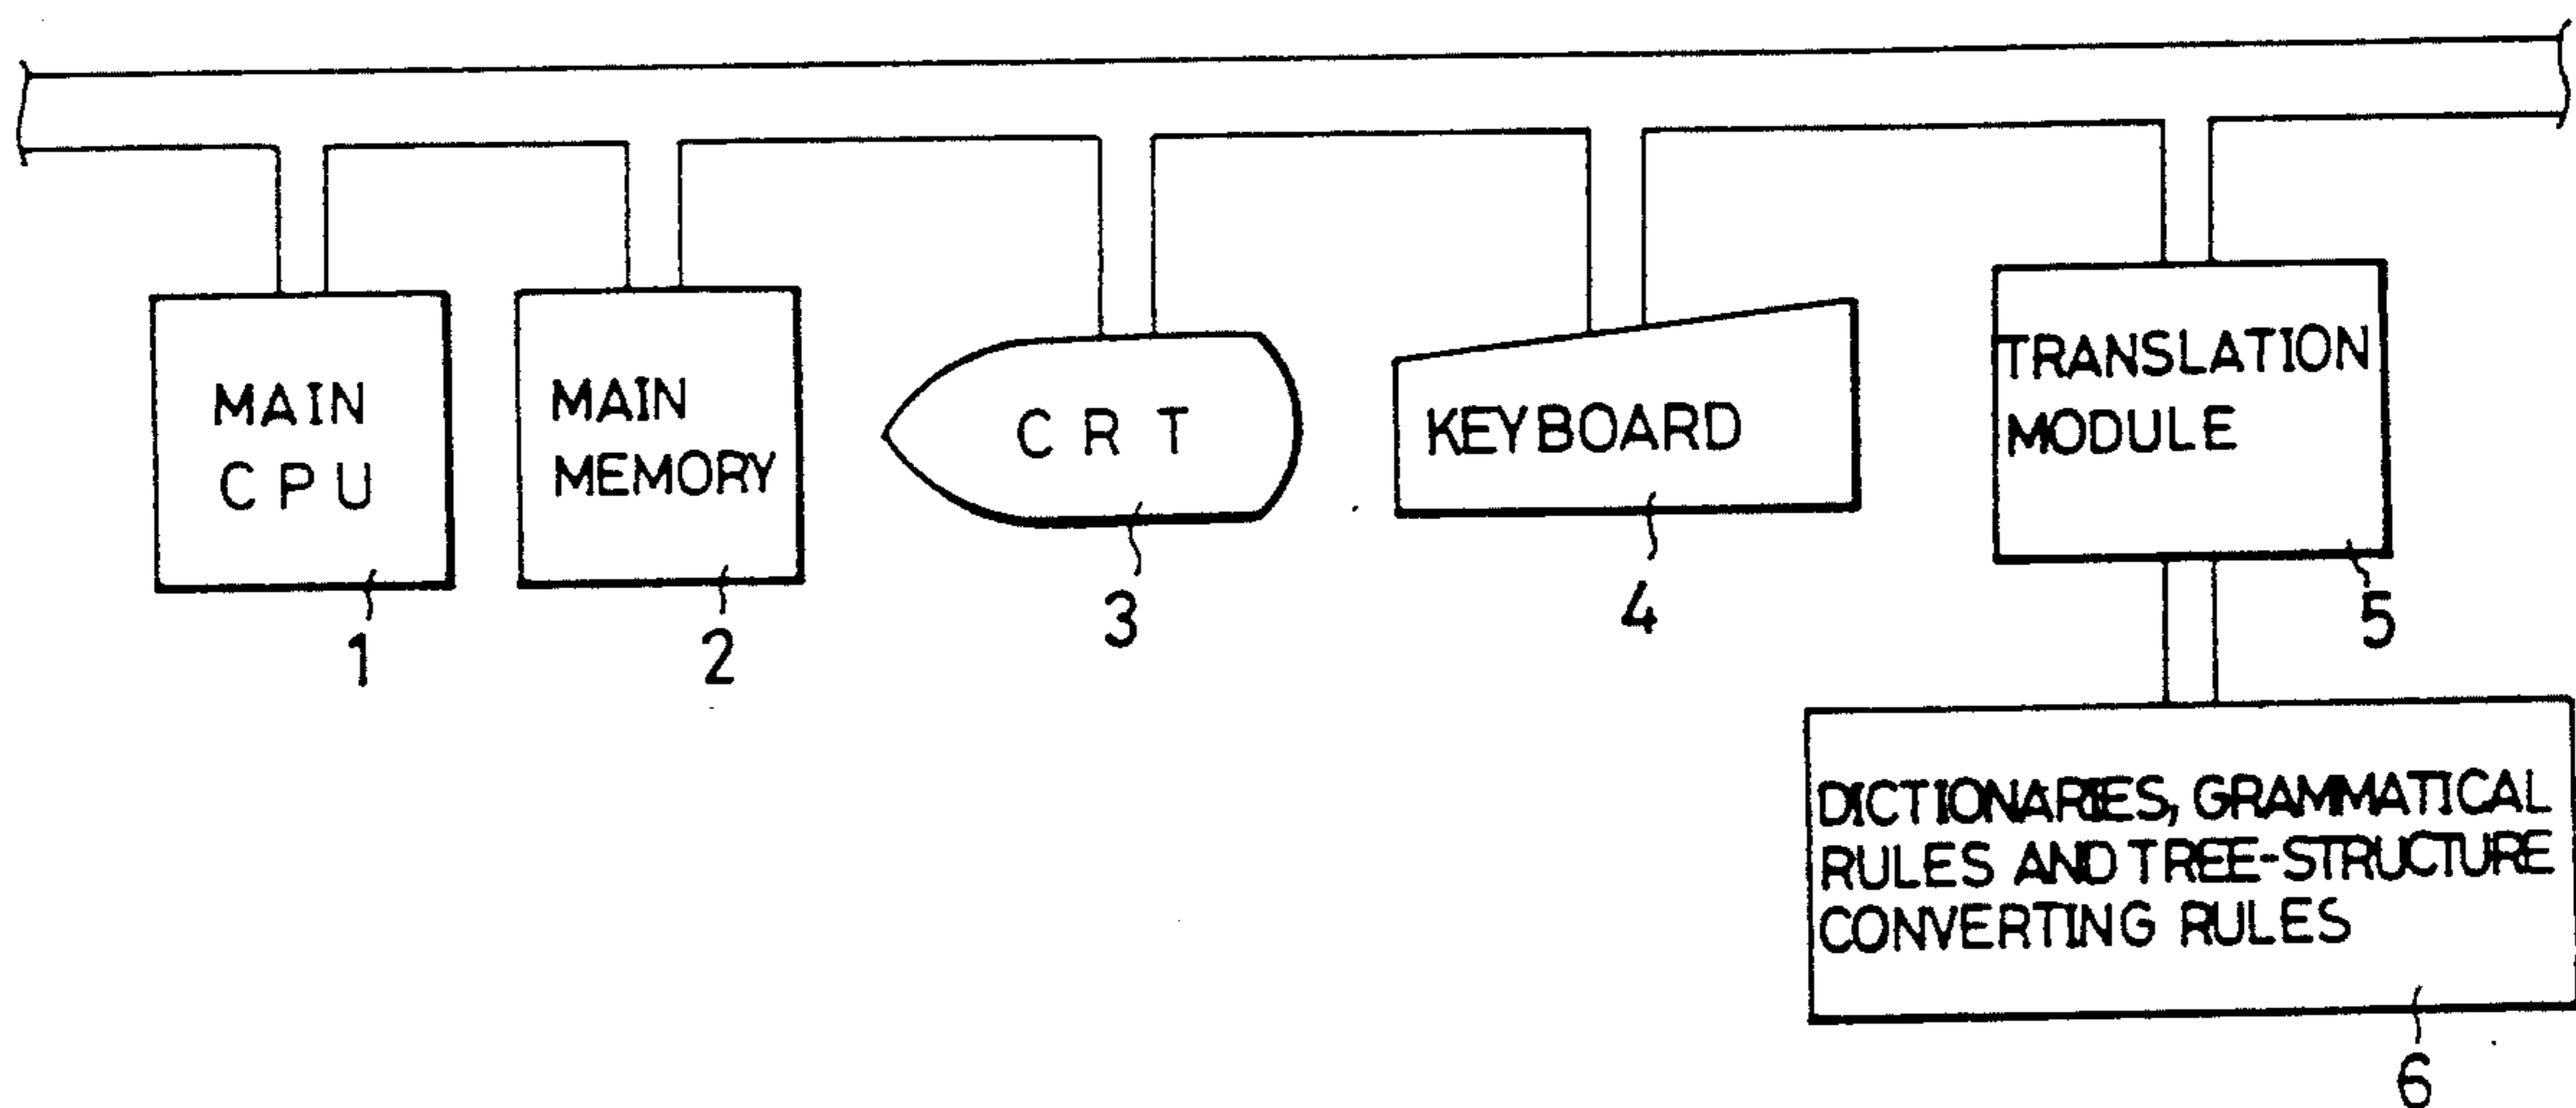 MAIN
CPU
1
MAIN
MEMORY
2
CRT
3
KEYBOARD
4
TRANSLATION
MODULE
5
DICTIONARIES, GRAMMATICAL
RULES AND TREE-STRUCTURE
CONVERTING RULES
6